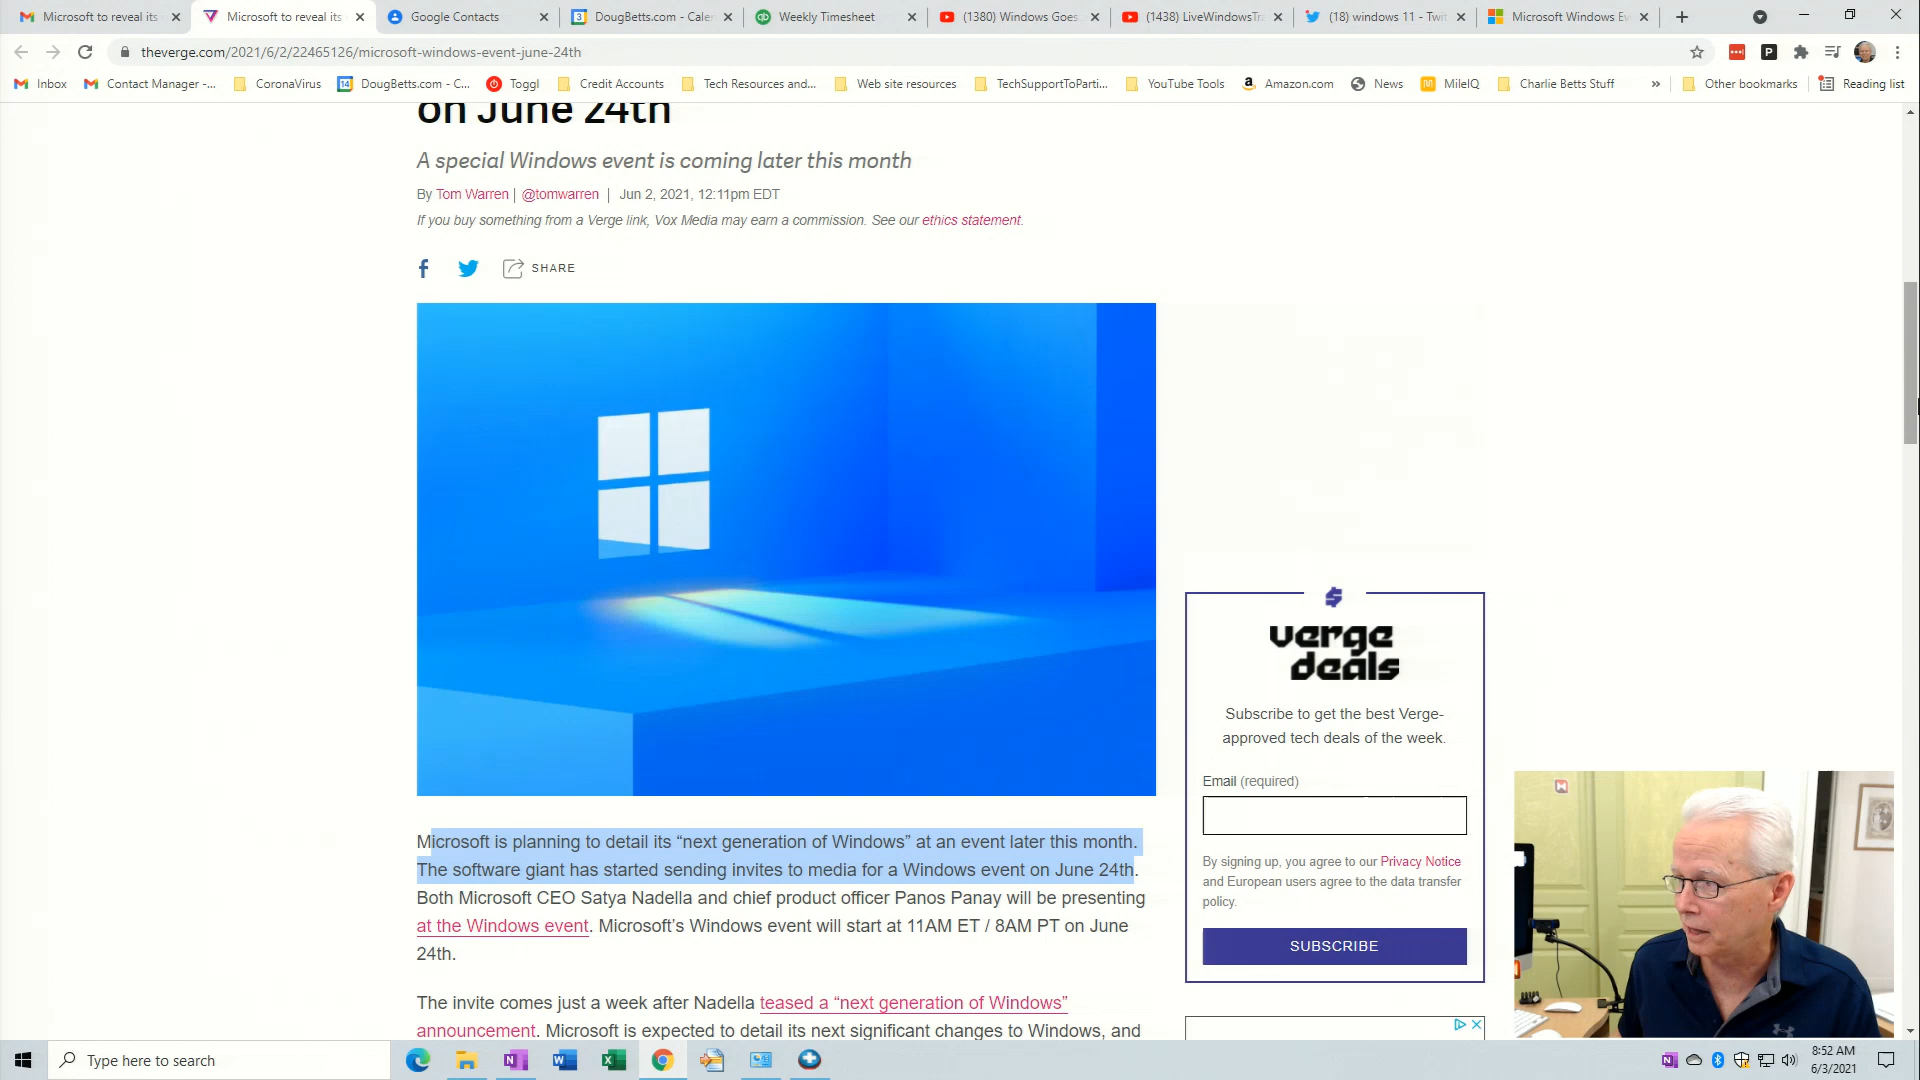 Microsoft to reveal its
Microsoft to reveal its
Google Contacts
3
DougBetts.com - Cale
Weekly Timesheet
(1380) Windows Goes
(1438) LiveWindowsTr
(18) windows 11 - Twit
Microsoft Windows Ev
theverge.com/2021/6/2/22465126/microsoft-windows-event-june-24th
Inbox
Contact Manager -...
CoronaVirus
14
DougBetts.com - C...
Toggl
Credit Accounts
Tech Resources and...
Web site resources
TechSupportToParti...
YouTube Tools
Amazon.com
News
MileIQ
Charlie Betts Stuff
»
Other bookmarks
Reading list
on June 24th
A special Windows event is coming later this month
By Tom Warren | @tomwarren | Jun 2, 2021, 12:11pm EDT
If you buy something from a Verge link, Vox Media may earn a commission. See our ethics statement.
SHARE
verge
deals
Subscribe to get the best Verge-
approved tech deals of the week.
Email (required)
By signing up, you agree to our Privacy Notice
and European users agree to the data transfer
policy.
SUBSCRIBE
Microsoft is planning to detail its “next generation of Windows” at an event later this month.
The software giant has started sending invites to media for a Windows event on June 24th.
Both Microsoft CEO Satya Nadella and chief product officer Panos Panay will be presenting
at the Windows event. Microsoft’s Windows event will start at 11AM ET / 8AM PT on June
24th.
The invite comes just a week after Nadella teased a “next generation of Windows”
announcement. Microsoft is expected to detail its next significant changes to Windows, and
Type here to search
8:52 AM
6/3/2021